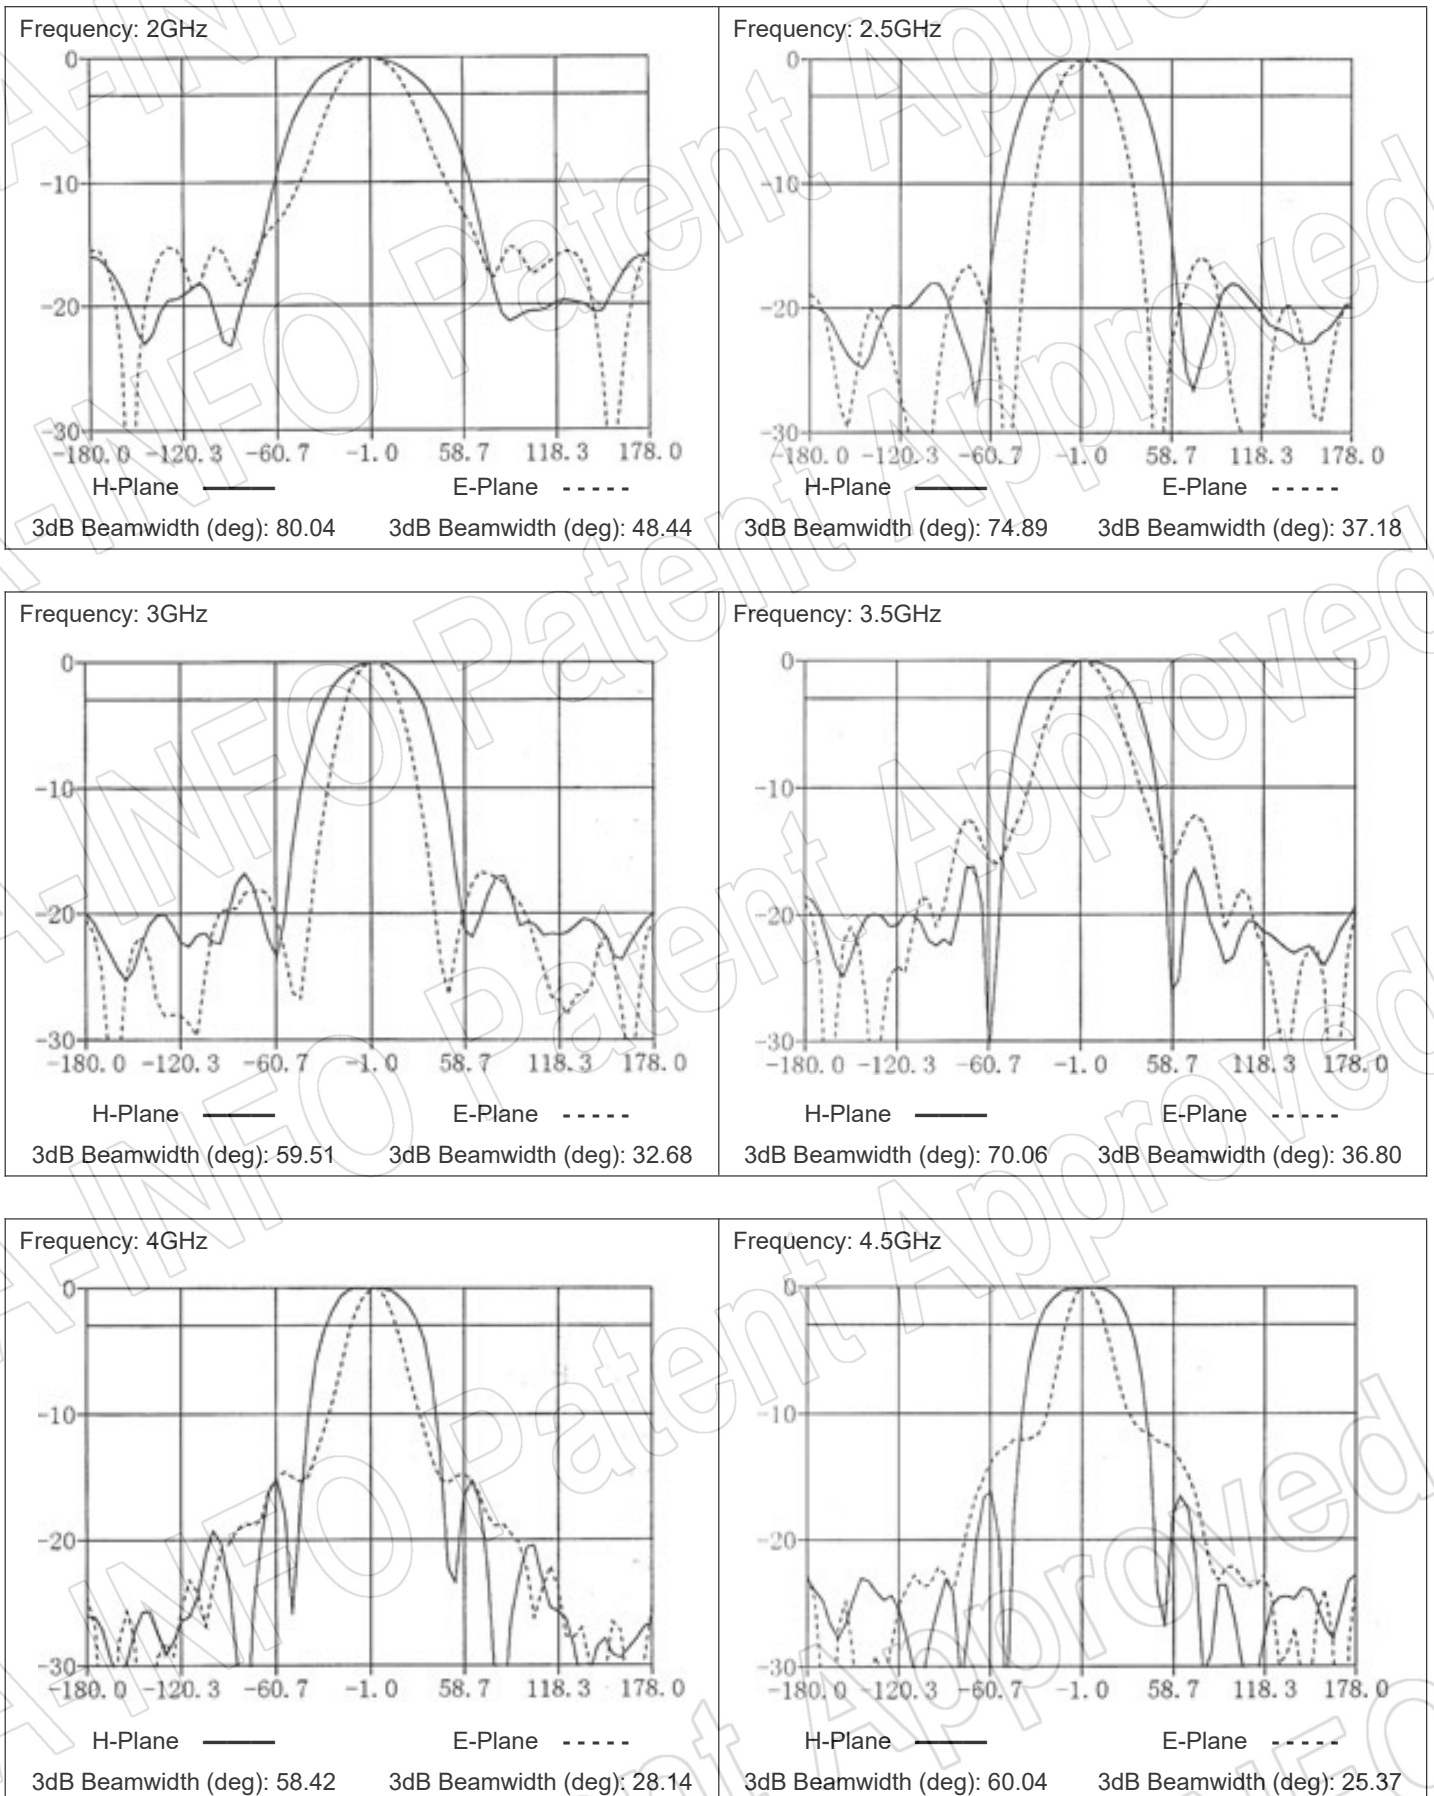 Frequency: 2GHz
0
-10
-20
-30
-180.0 -120.3 -60.7 -1.0 58.7 118.3 178.0
H-Plane E-Plane
3dB Beamwidth (deg): 80.04 3dB Beamwidth (deg): 48.44
Frequency: 2.5GHz
0
-10
-20
-30
-180.0 -120.3 -60.7 -1.0 58.7 118.3 178.0
H-Plane E-Plane
3dB Beamwidth (deg): 74.89 3dB Beamwidth (deg): 37.18
Frequency: 3GHz
0
-10
-20
-30
-180.0 -120.3 -60.7 -1.0 58.7 118.3 178.0
H-Plane E-Plane
3dB Beamwidth (deg): 59.51 3dB Beamwidth (deg): 32.68
Frequency: 3.5GHz
0
-10
-20
-30
-180.0 -120.3 -60.7 -1.0 58.7 118.3 178.0
H-Plane E-Plane
3dB Beamwidth (deg): 70.06 3dB Beamwidth (deg): 36.80
Frequency: 4GHz
0
-10
-20
-30
-180.0 -120.3 -60.7 -1.0 58.7 118.3 178.0
H-Plane E-Plane
3dB Beamwidth (deg): 58.42 3dB Beamwidth (deg): 28.14
Frequency: 4.5GHz
0
-10
-20
-30
-180.0 -120.3 -60.7 -1.0 58.7 118.3 178.0
H-Plane E-Plane
3dB Beamwidth (deg): 60.04 3dB Beamwidth (deg): 25.37
A-INFO Patent Approved
A-INFO Patent Approved
A-INFO Patent Approved